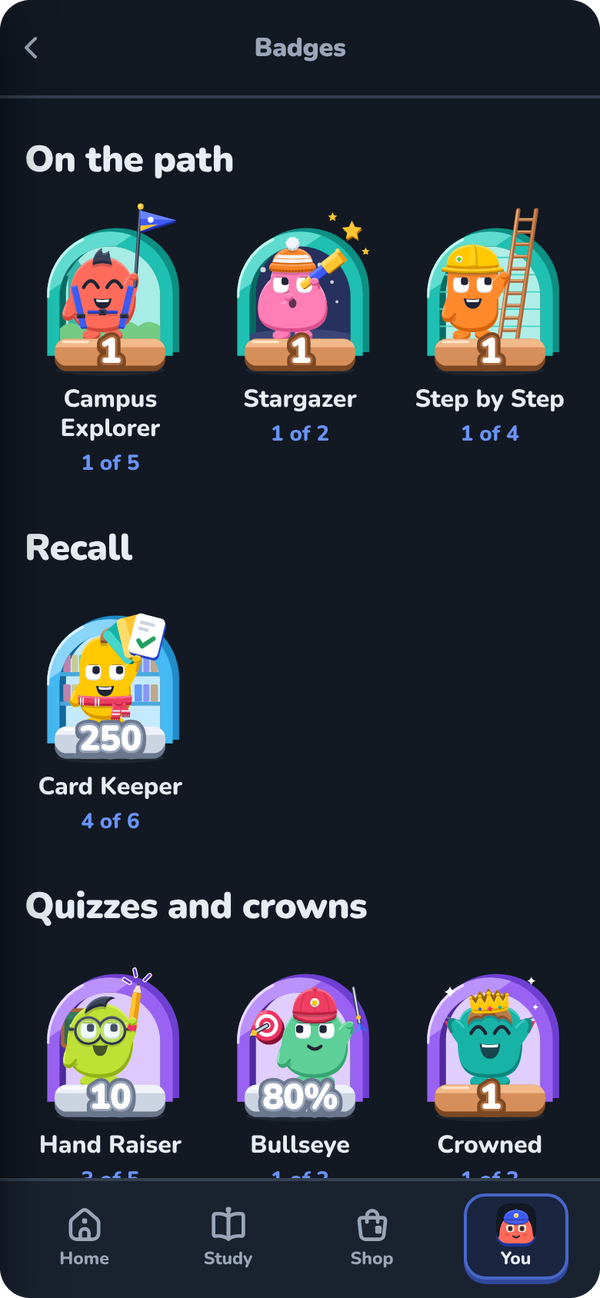 Badges
On the path
1
1
1
Campus
Explorer
1 of 5
Stargazer
1 of 2
Step by Step
1 of 4
Recall
250
Card Keeper
4 of 6
Quizzes and crowns
10
80%
1
Hand Raiser
Bullseye
Crowned
Home
Study
Shop
You